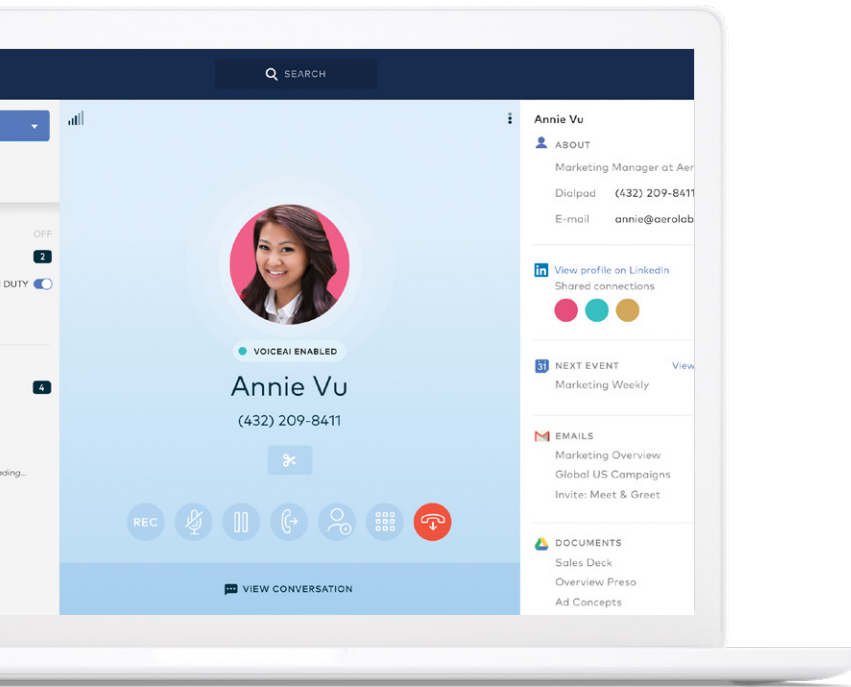 SEARCH
OFF
2
DUTY
4
VOICEAI ENABLED
Annie Vu
(432) 209-8411
REC
VIEW CONVERSATION
Annie Vu
ABOUT
Marketing Manager at Aer
Dialpad (432) 209-8411
E-mail annie@aerolab
in View profile on LinkedIn
Shared connections
31 NEXT EVENT View
Marketing Weekly
EMAILS
Marketing Overview
Global US Campaigns
Invite: Meet & Greet
DOCUMENTS
Sales Deck
Overview Preso
Ad Concepts